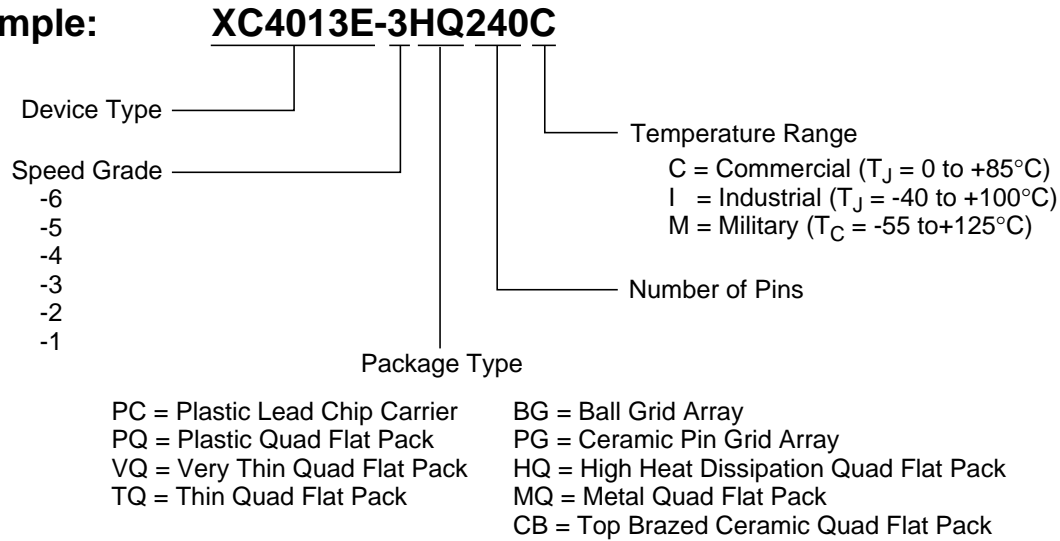 mple: XC4013E-3HQ240C
Device Type
Temperature Range
C = Commercial (TJ = 0 to +85°C)
I = Industrial (TJ = -40 to +100°C)
M = Military (TC = -55 to+125°C)
Speed Grade
-6
-5
-4
-3
-2
-1
Number of Pins
Package Type
PC = Plastic Lead Chip Carrier
PQ = Plastic Quad Flat Pack
VQ = Very Thin Quad Flat Pack
TQ = Thin Quad Flat Pack
BG = Ball Grid Array
PG = Ceramic Pin Grid Array
HQ = High Heat Dissipation Quad Flat Pack
MQ = Metal Quad Flat Pack
CB = Top Brazed Ceramic Quad Flat Pack